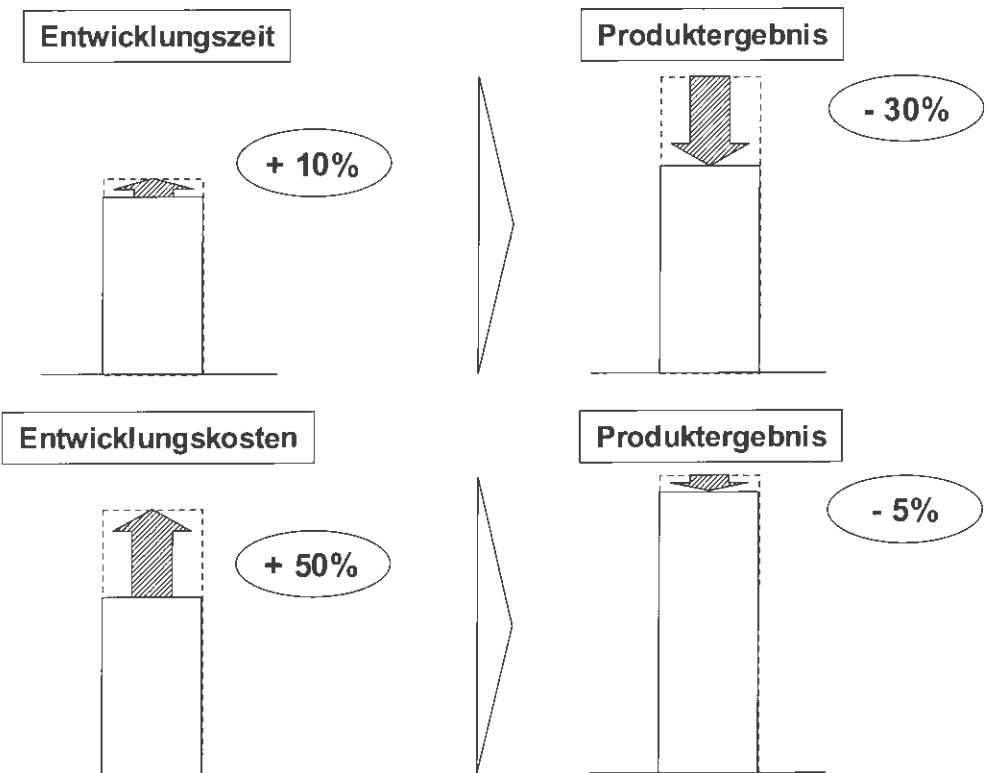 Entwicklungszeit
Produktergebnis
+ 10%
- 30%
Entwicklungskosten
Produktergebnis
+ 50%
- 5%